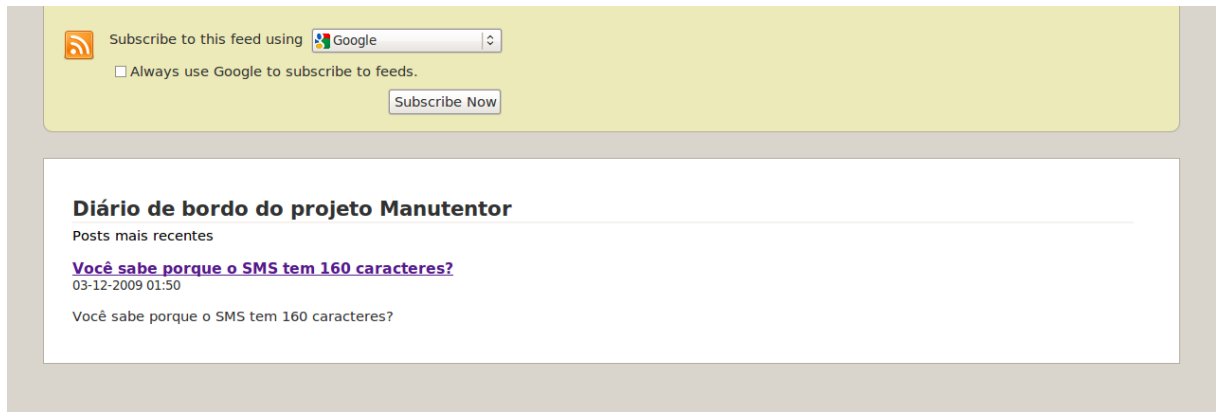 Subscribe to this feed using Google
Always use Google to subscribe to feeds.
Subscribe Now
Diário de bordo do projeto Manutentor
Posts mais recentes
Você sabe porque o SMS tem 160 caracteres?
03-12-2009 01:50
Você sabe porque o SMS tem 160 caracteres?